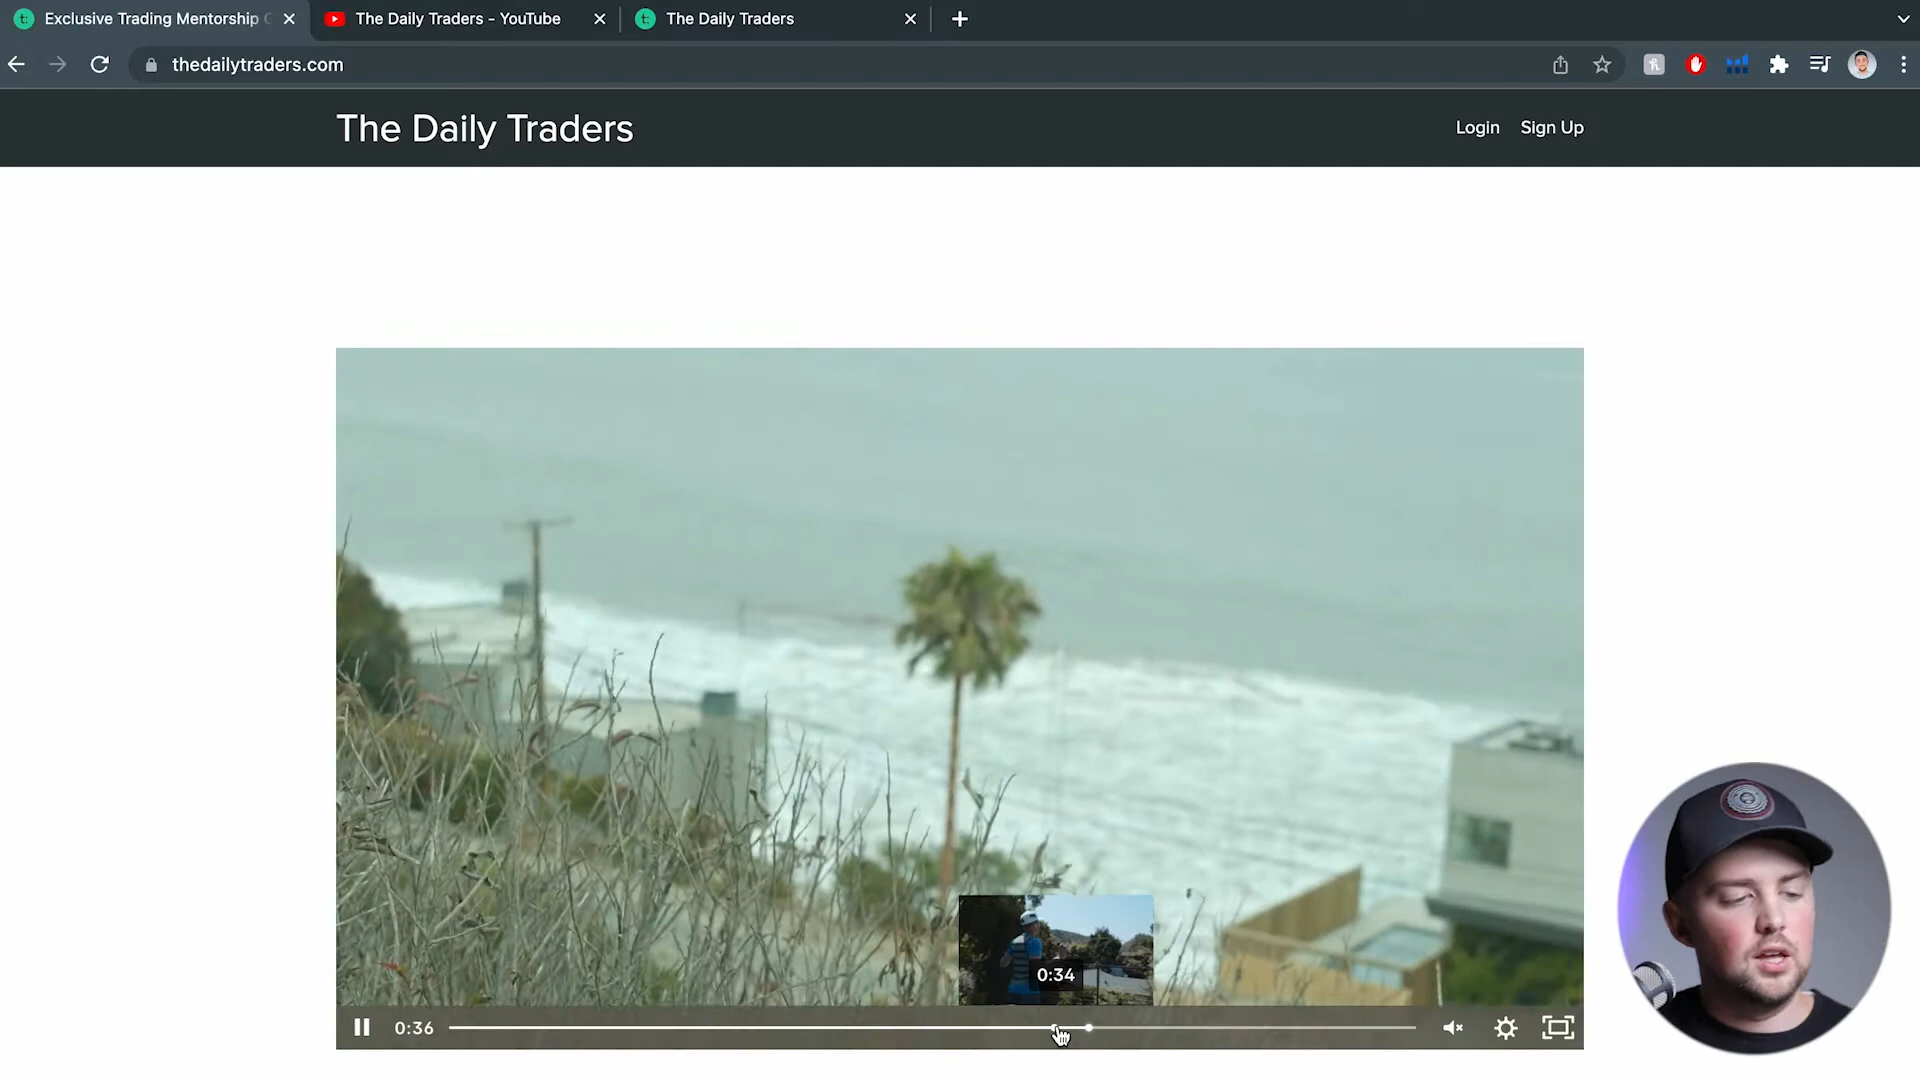 Exclusive Trading Mentorship
The Daily Traders - YouTube
The Daily Traders
thedailytraders.com
The Daily Traders
Login
Sign Up
0:34
0:36